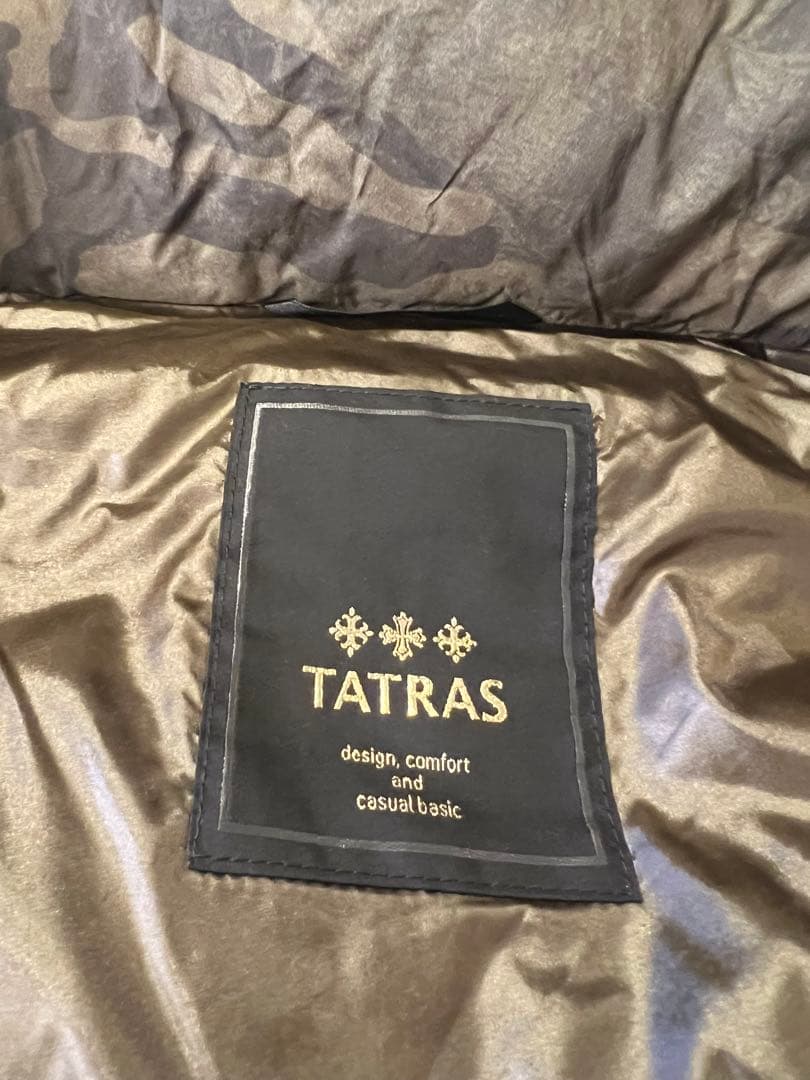 TATRAS
design, comfort
and
casual basic